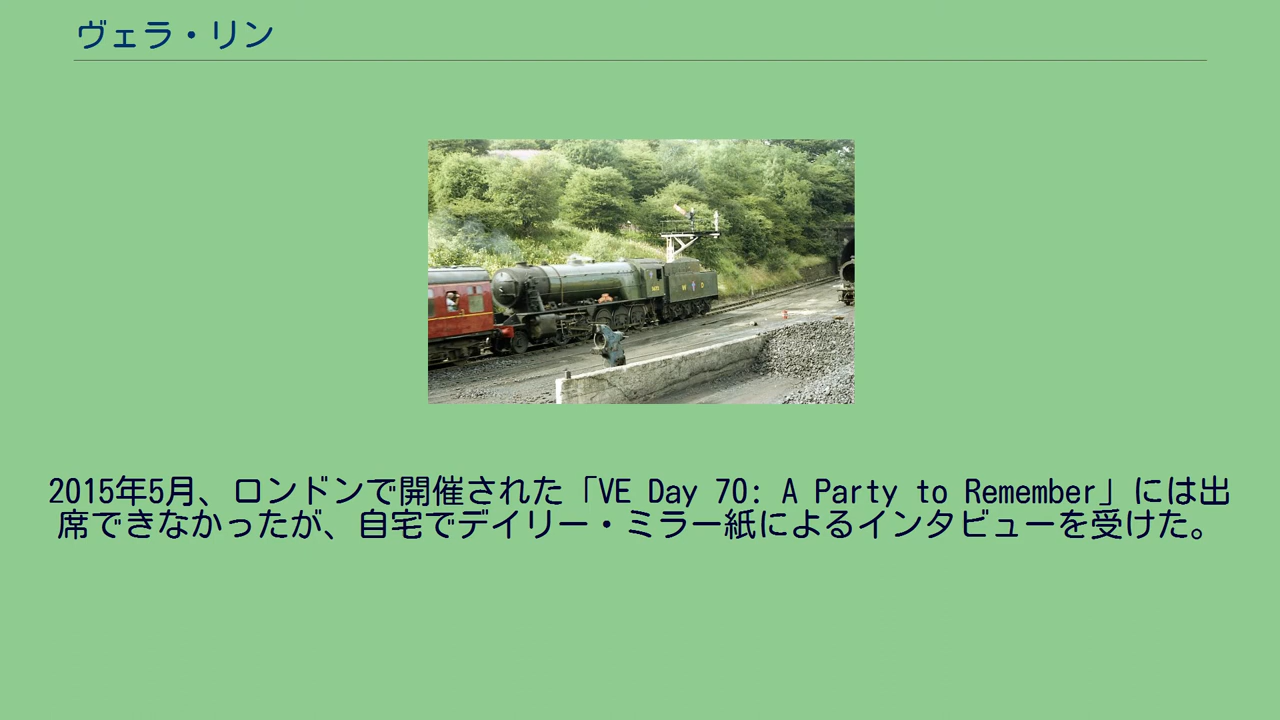 ヴェラ・リン
2015年5月、ロンドンで開催された「VE Day 70: A Party to Remember」には出
席できなかったが、自宅でデイリー・ミラー紙によるインタビューを受けた。